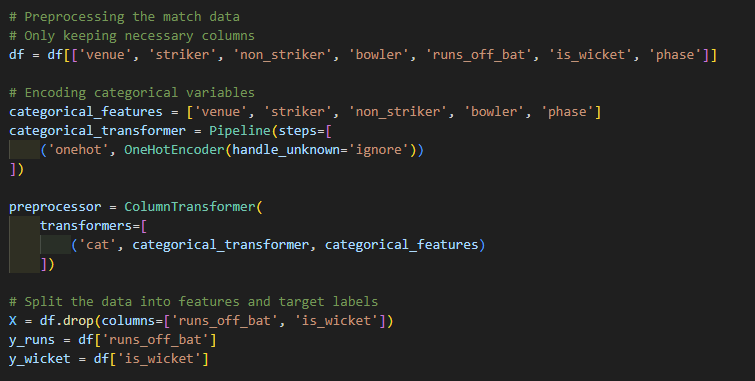 # Preprocessing the match data
# Only keeping necessary columns
df = df[['venue', 'striker', 'non_striker', 'bowler', 'runs_off_bat', 'is_wicket', 'phase']]
# Encoding categorical variables
categorical_features = ['venue', 'striker', 'non_striker', 'bowler', 'phase']
categorical_transformer = Pipeline(steps=[
    ('onehot', OneHotEncoder(handle_unknown='ignore'))
])
preprocessor = ColumnTransformer(
    transformers=[
        ('cat', categorical_transformer, categorical_features)
    ])
# Split the data into features and target labels
X = df.drop(columns=['runs_off_bat', 'is_wicket'])
y_runs = df['runs_off_bat']
y_wicket = df['is_wicket']